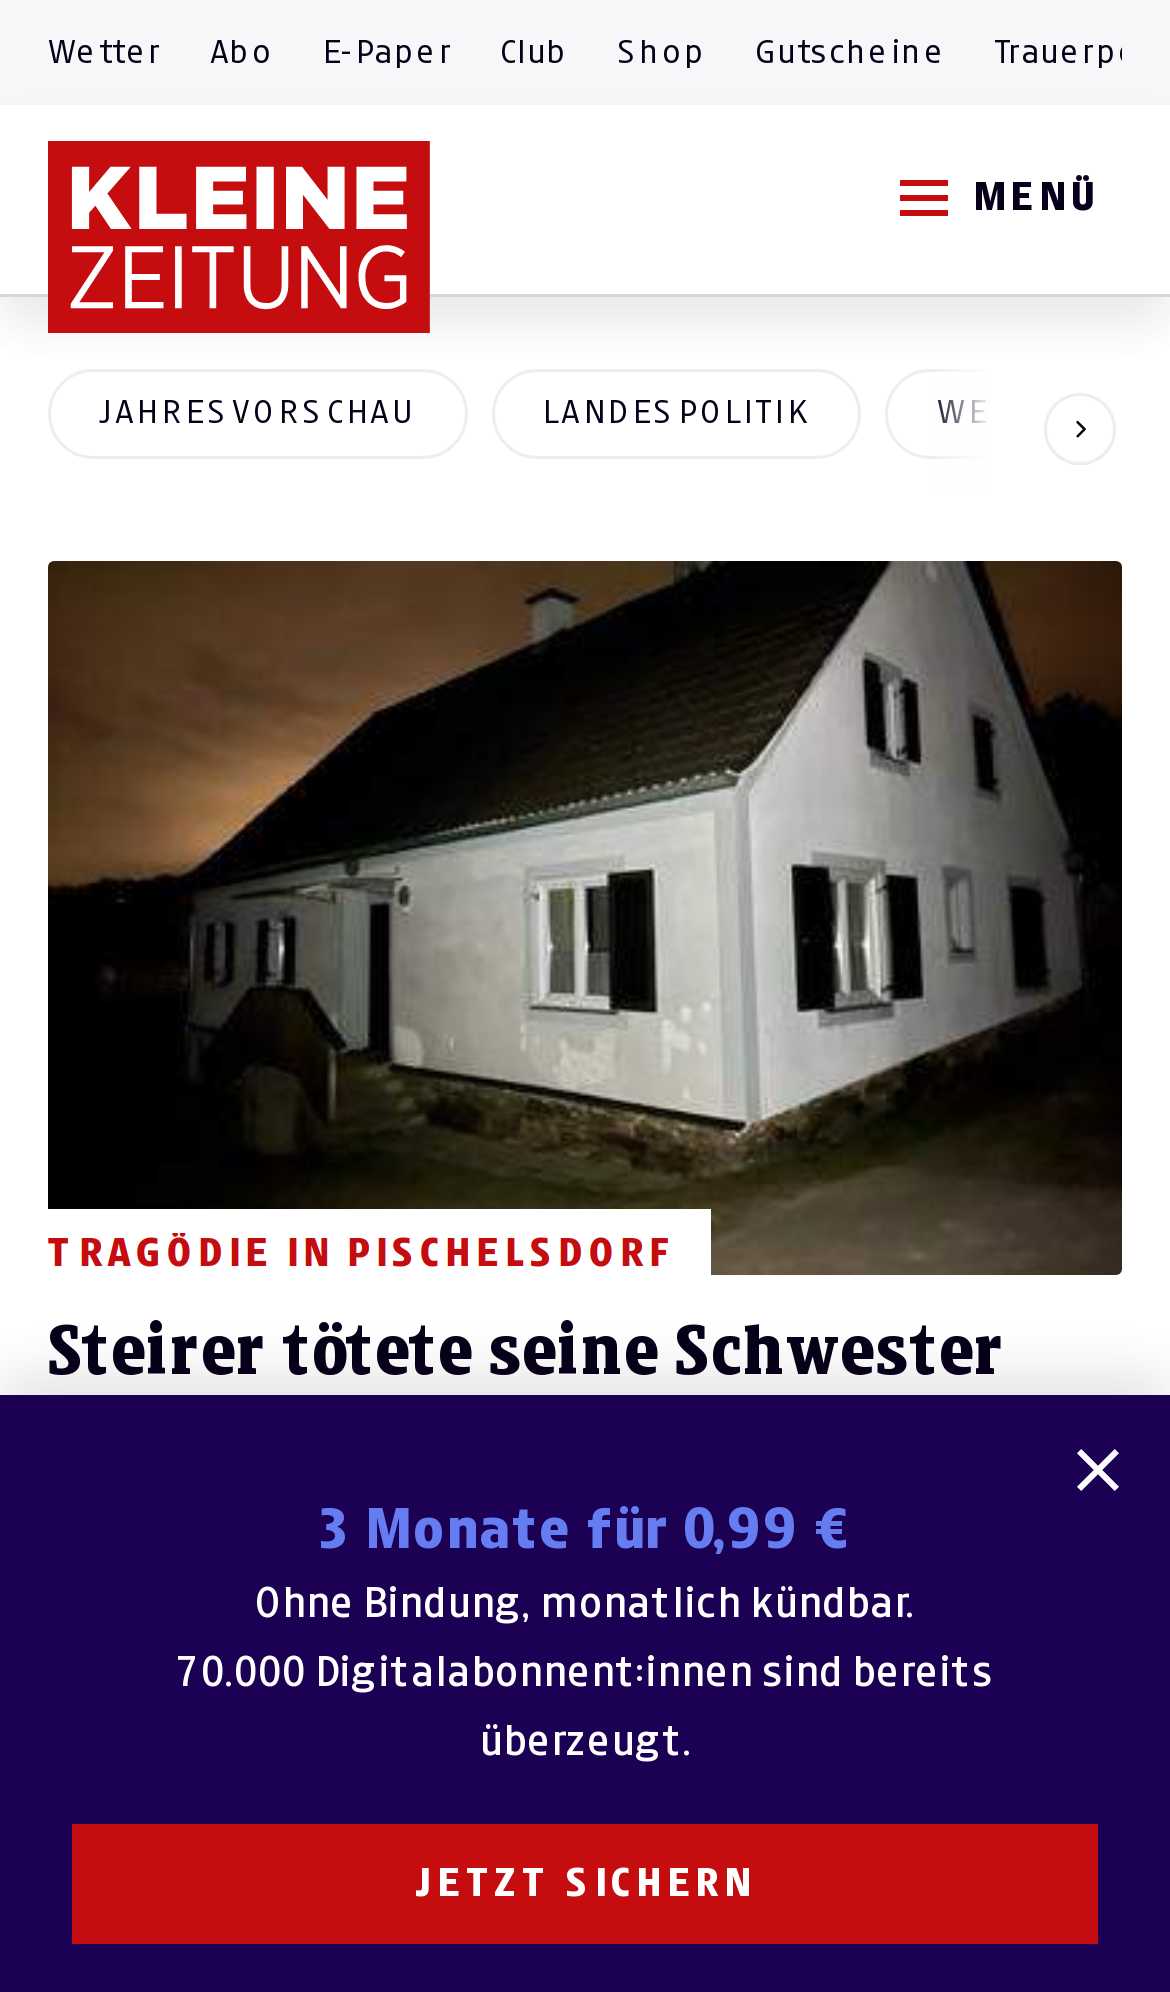 Wetter Abo E-Paper Club Shop Gutscheine Trauerp
KLEINE
ZEITUNG
MENÜ
JAHRESVORSCHAU LANDESPOLITIK WE
TRAGÖDIE IN PISCHELSDORF
Steirer tötete seine Schwester
3 Monate für 0,99 €
Ohne Bindung, monatlich kündbar.
70.000 Digitalabonnent:innen sind bereits
überzeugt.
JETZT SICHERN